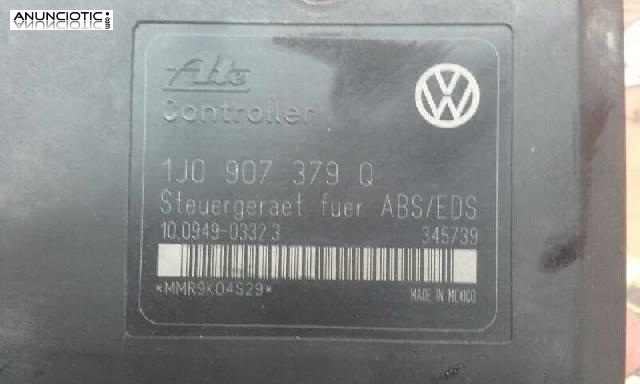 ANUNCIOTIC.com
Ate
Controller
1J0 907 379 Q
Steuergeraet fuer ABS/EDS
10.0949-0332.3 345739
*MMR9K04S29*
MADE IN MEXICO